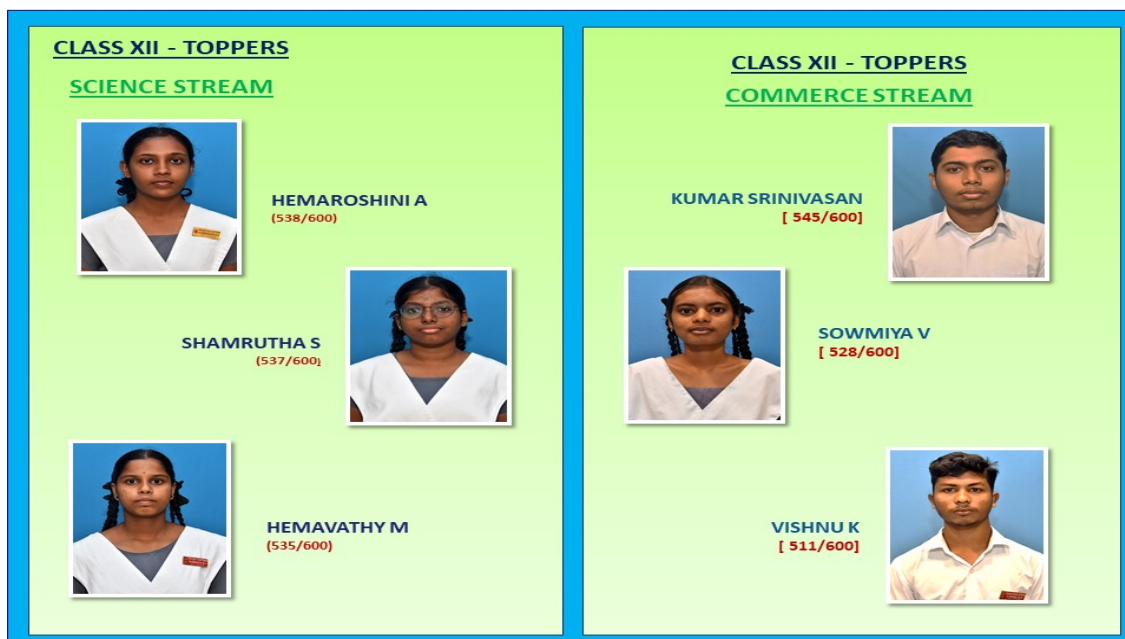 CLASS XII - TOPPERS
SCIENCE STREAM
HEMAROSHINI A
(538/600)
SHAMRUTHA S
(537/600)
HEMAVATHY M
(535/600)
CLASS XII - TOPPERS
COMMERCE STREAM
KUMAR SRINIVASAN
[ 545/600]
SOWMIYA V
[ 528/600]
VISHNU K
[ 511/600]